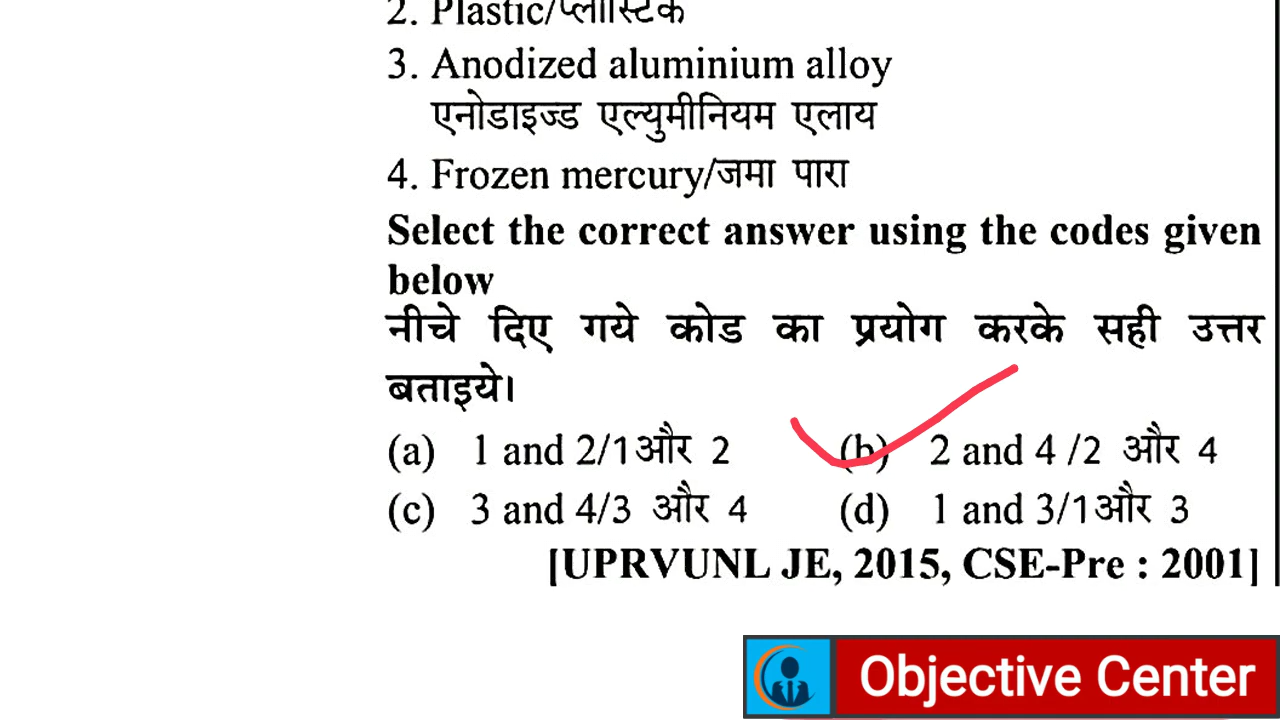 2. Plastic/प्लास्टिक
3. Anodized aluminium alloy
एनोडाइज्ड एल्युमीनियम एलाय
4. Frozen mercury/जमा पारा
Select the correct answer using the codes given
below
नीचे दिए गये कोड का प्रयोग करके सही उत्तर
बताइये।
(a) 1 and 2/1और 2 (b) 2 and 4 /2 और 4
(c) 3 and 4/3 और 4 (d) 1 and 3/1और 3
[UPRVUNL JE, 2015, CSE-Pre : 2001]
Objective Center